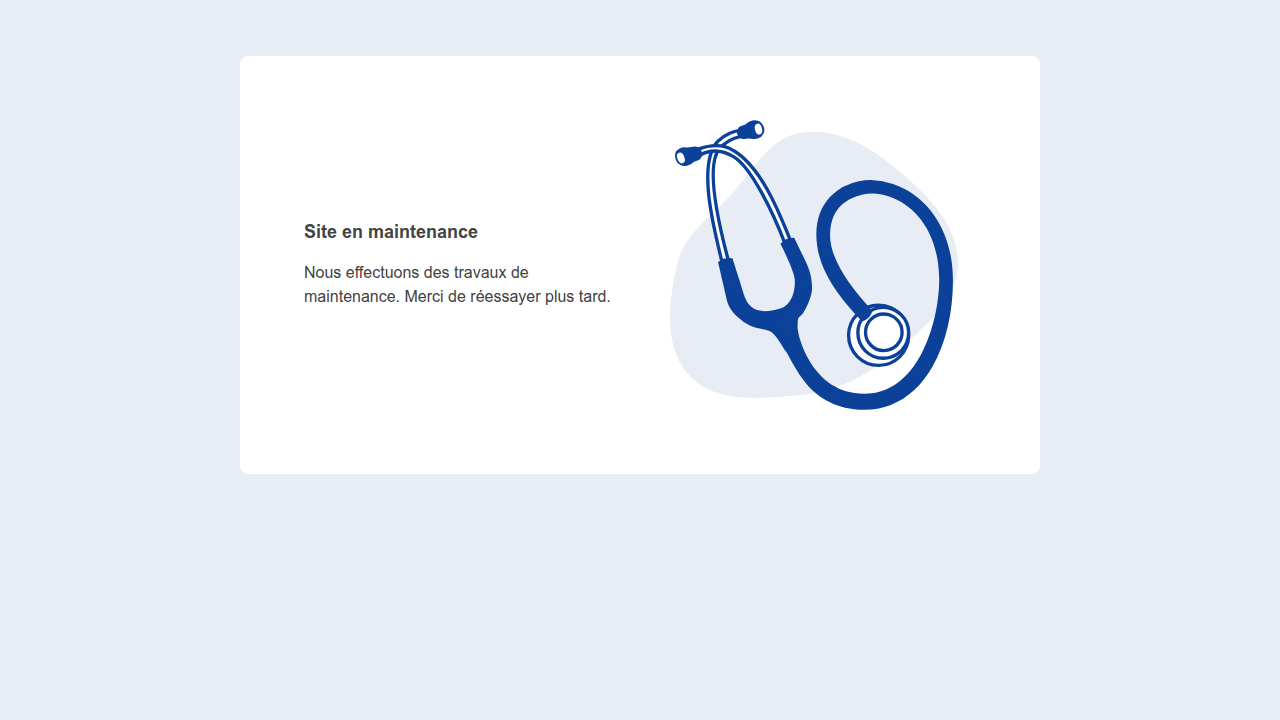 Site en maintenance
Nous effectuons des travaux de
maintenance. Merci de réessayer plus tard.